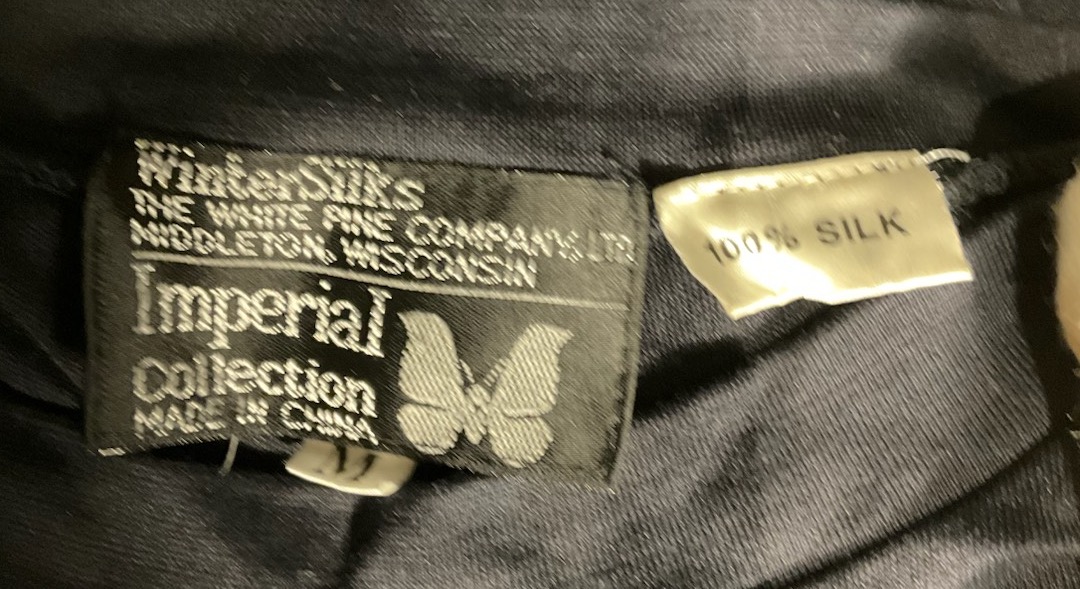 WinterSilks
THE WHITE PINE COMPANY, LTD
MIDDLETON, WISCONSIN
Imperial
Collection
MADE IN CHINA
M
100% SILK